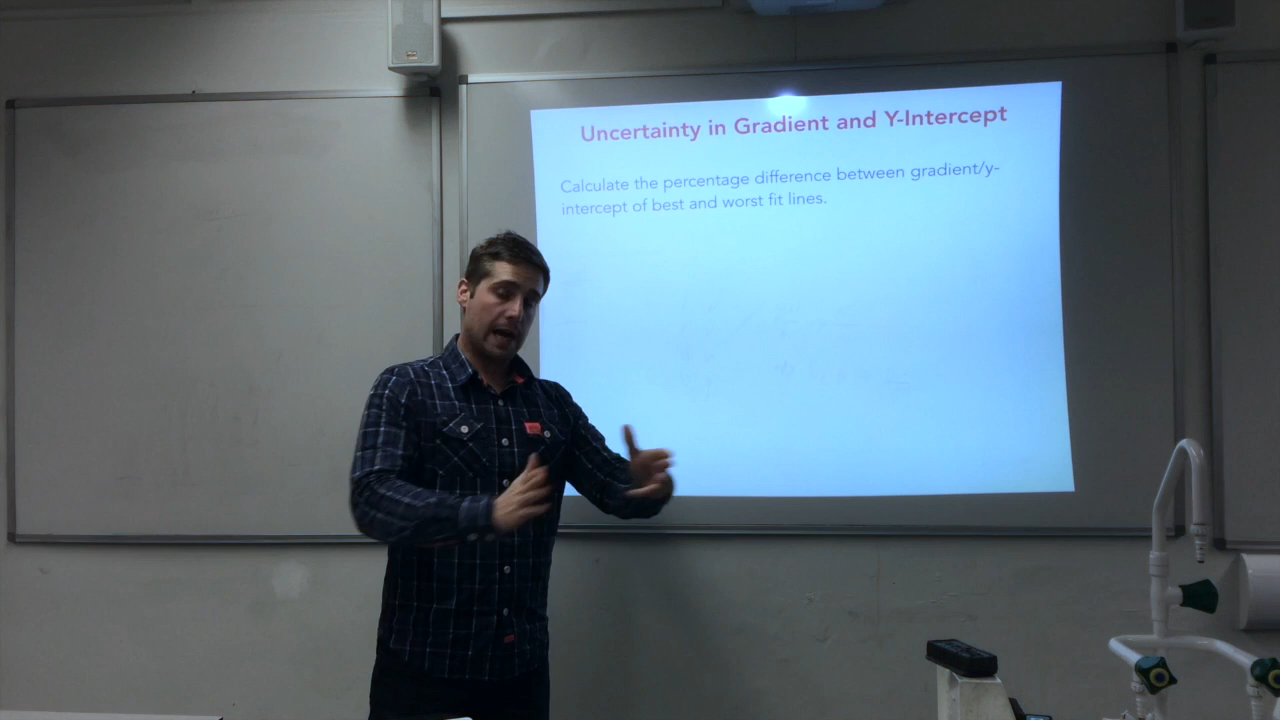 Uncertainty in Gradient and Y-Intercept
Calculate the percentage difference between gradient/y-
intercept of best and worst fit lines.